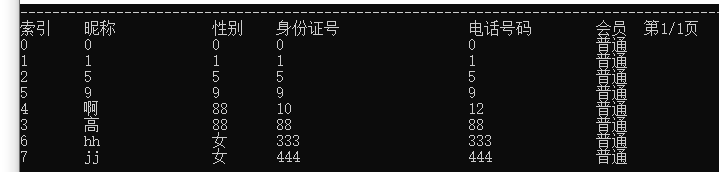 索引 昵称 性别 身份证号 电话号码 会员 第1/1页
0 0 0 0 0 普通
1 1 1 1 1 普通
2 5 5 5 5 普通
5 9 9 9 9 普通
4 啊 88 10 12 普通
3 高 88 88 88 普通
6 hh 女 333 333 普通
7 jj 女 444 444 普通